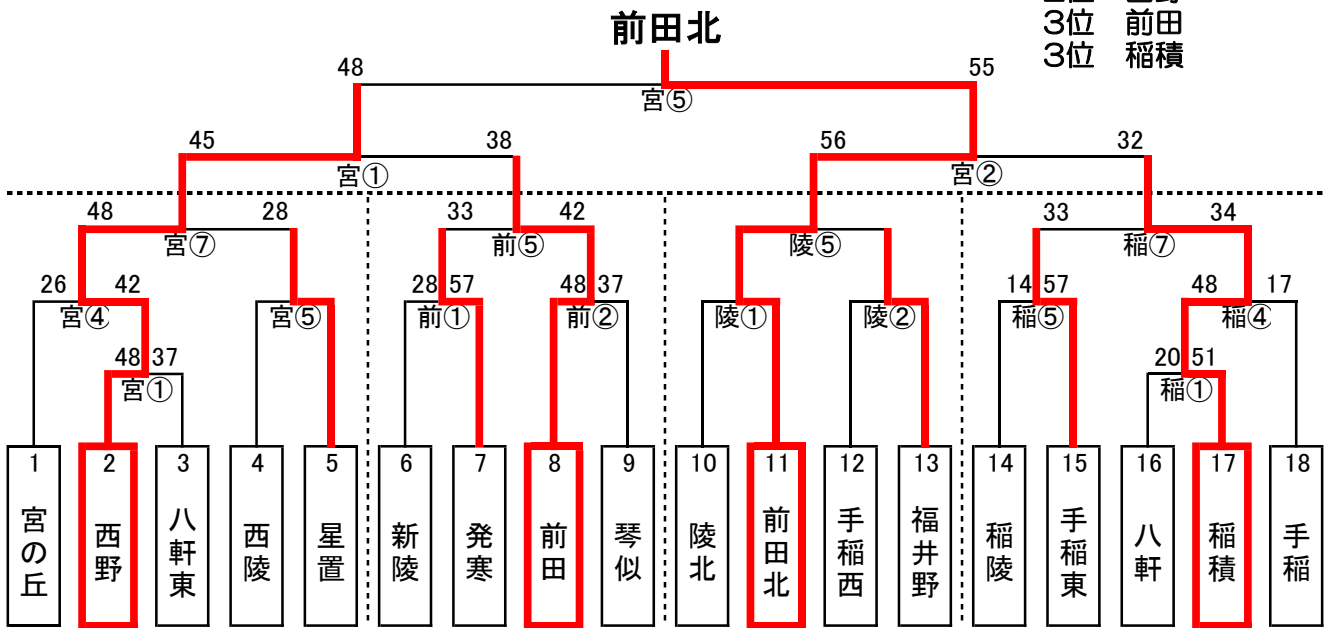 前田北
3位 前田
3位 稲積
48 55
宮⑤
45 38 56 32
宮① 宮②
48 28 33 42 33 34
宮⑦ 前⑤ 陵⑤ 稲⑦
26 42 28 57 48 37 14 57 48 17
宮④ 宮⑤ 前① 前② 陵① 陵② 稲⑤ 稲④
48 37 20 51
宮① 稲①
1 2 3 4 5 6 7 8 9 10 11 12 13 14 15 16 17 18
宮の丘
西野
八軒東
西陵
星置
新陵
発寒
前田
琴似
陵北
前田北
手稲西
福井野
稲陵
手稲東
八軒
稲積
手稲